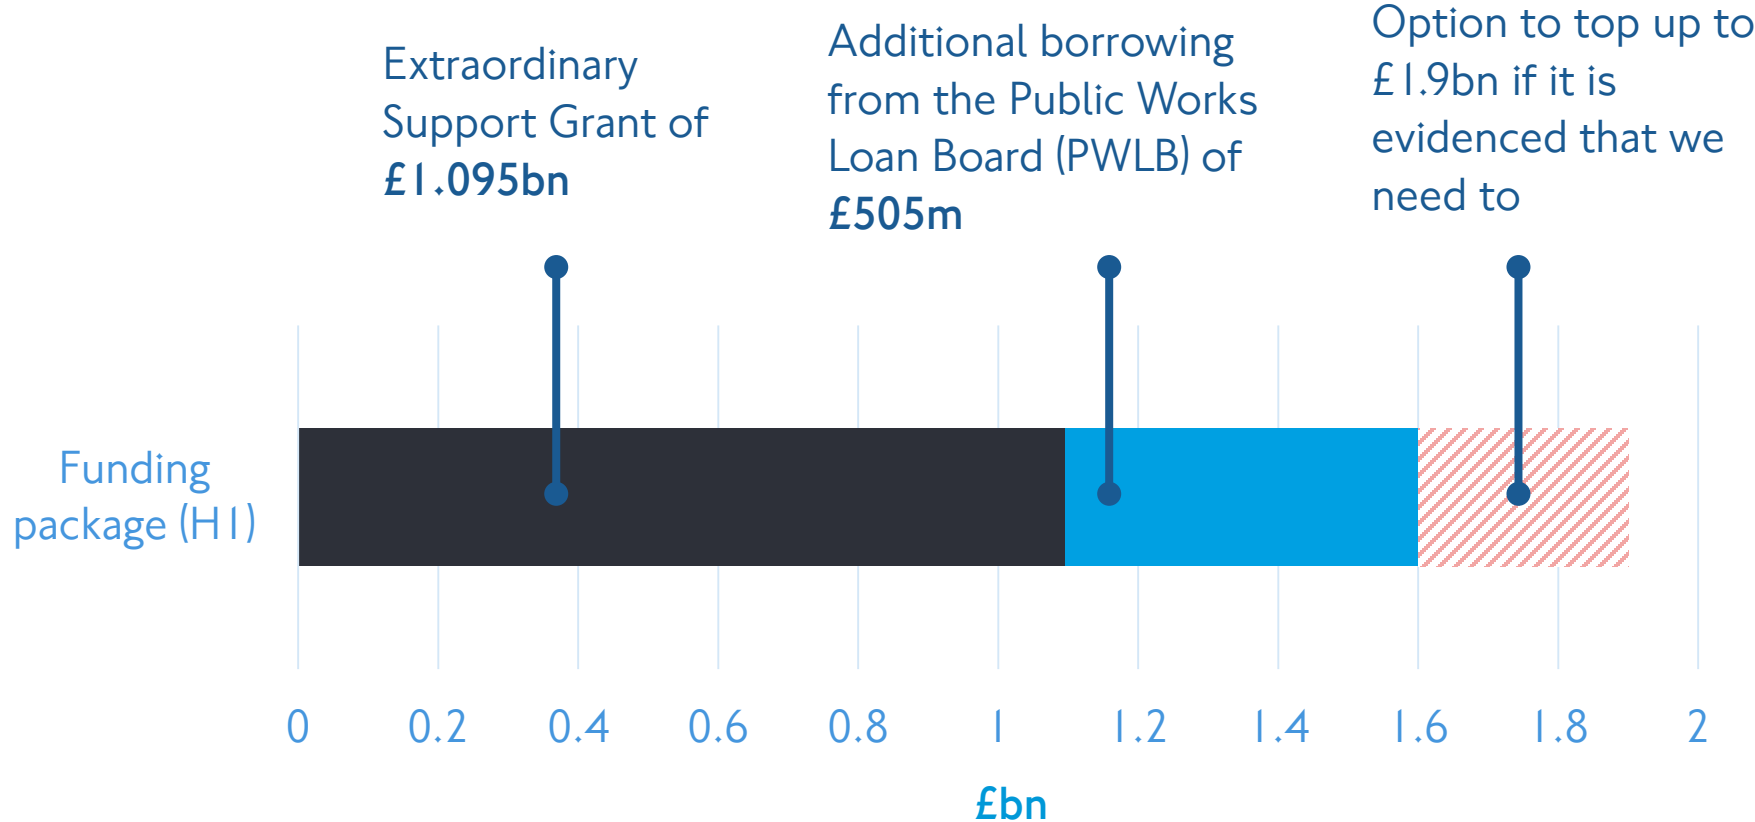 Extraordinary
Support Grant of
£1.095bn
Additional borrowing
from the Public Works
Loan Board (PWLB) of
£505m
Option to top up to
£1.9bn if it is
evidenced that we
need to
Funding
package (H1)
0 0.2 0.4 0.6 0.8 1 1.2 1.4 1.6 1.8 2
£bn